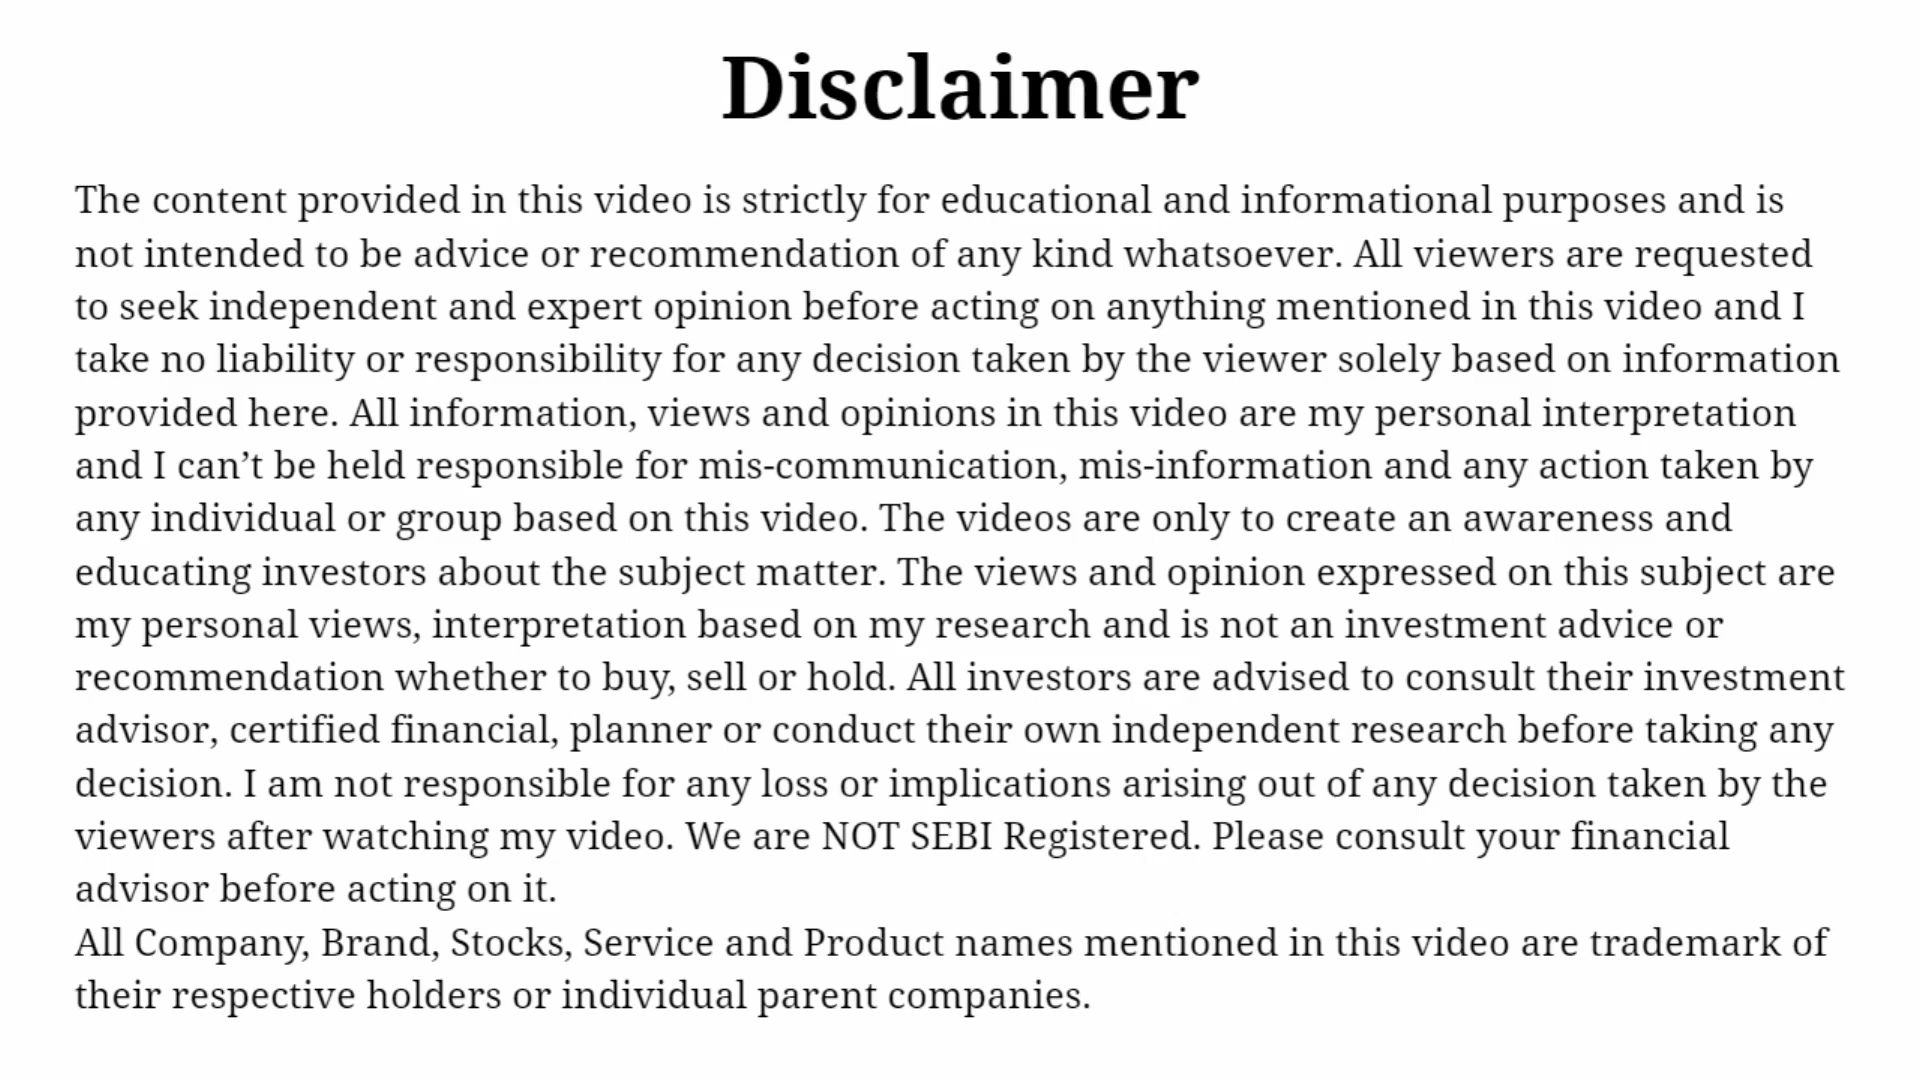 Disclaimer
The content provided in this video is strictly for educational and informational purposes and is
not intended to be advice or recommendation of any kind whatsoever. All viewers are requested
to seek independent and expert opinion before acting on anything mentioned in this video and I
take no liability or responsibility for any decision taken by the viewer solely based on information
provided here. All information, views and opinions in this video are my personal interpretation
and I can’t be held responsible for mis-communication, mis-information and any action taken by
any individual or group based on this video. The videos are only to create an awareness and
educating investors about the subject matter. The views and opinion expressed on this subject are
my personal views, interpretation based on my research and is not an investment advice or
recommendation whether to buy, sell or hold. All investors are advised to consult their investment
advisor, certified financial, planner or conduct their own independent research before taking any
decision. I am not responsible for any loss or implications arising out of any decision taken by the
viewers after watching my video. We are NOT SEBI Registered. Please consult your financial
advisor before acting on it.
All Company, Brand, Stocks, Service and Product names mentioned in this video are trademark of
their respective holders or individual parent companies.